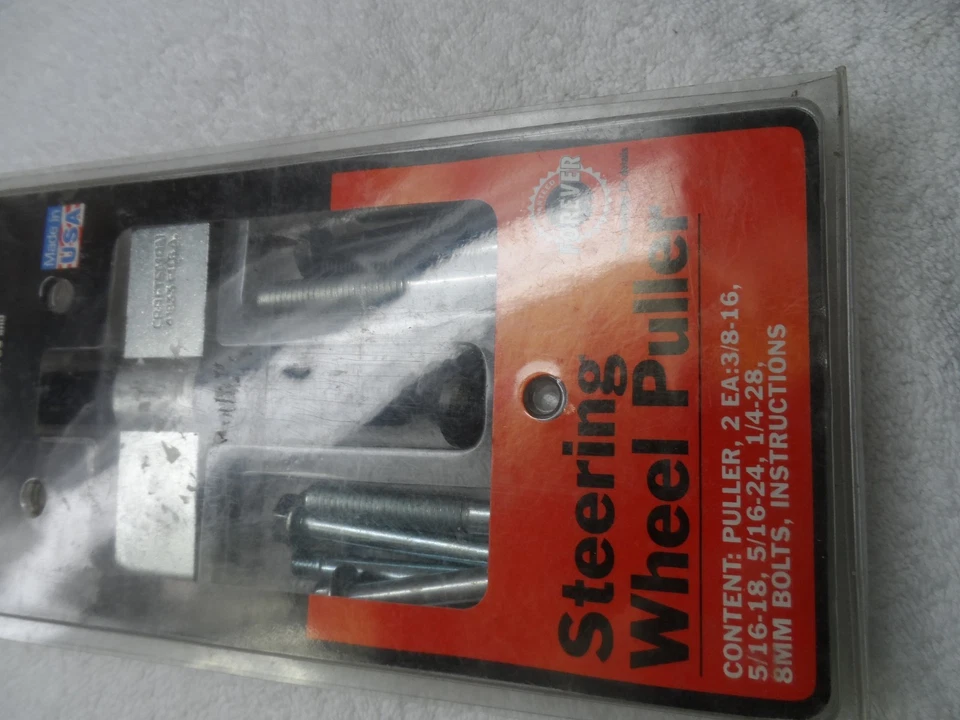 Made in
USA
CRAFTSMAN
FOREVER
Steering
Wheel Puller
CONTENT: PULLER, 2 EA:3/8-16,
5/16-18, 5/16-24, 1/4-28,
8MM BOLTS, INSTRUCTIONS